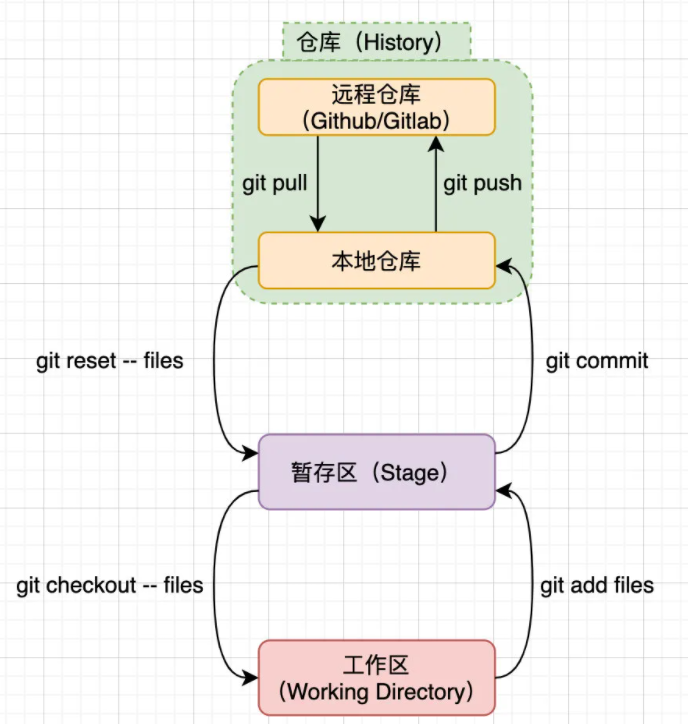 仓库（History）
远程仓库
（Github/Gitlab）
git pull
git push
本地仓库
git reset -- files
git commit
暂存区（Stage）
git checkout -- files
git add files
工作区
（Working Directory）